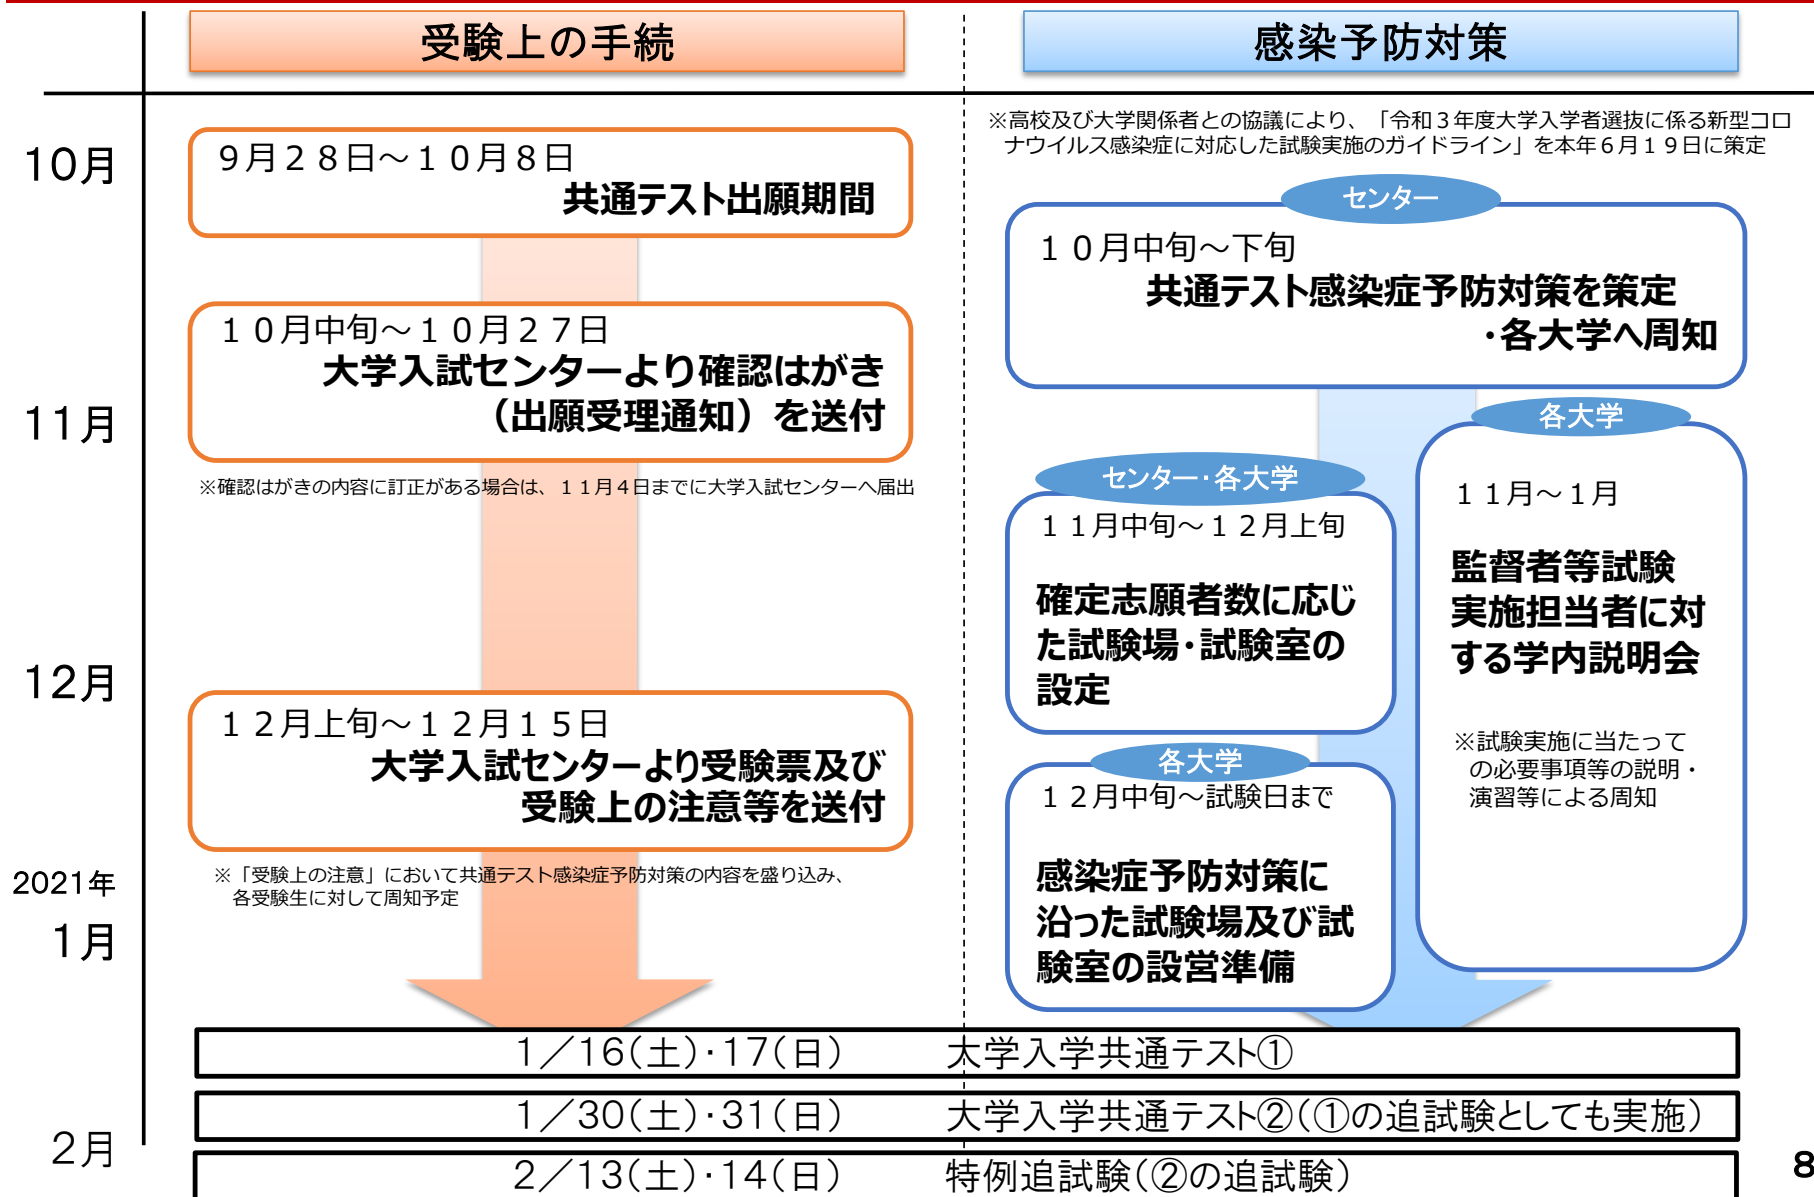 受験上の手続
感染予防対策
10月
11月
12月
2021年
1月
2月
9月28日～10月8日
共通テスト出願期間
10月中旬～10月27日
大学入試センターより確認はがき
（出願受理通知）を送付
※確認はがきの内容に訂正がある場合は、11月4日までに大学入試センターへ届出
12月上旬～12月15日
大学入試センターより受験票及び
受験上の注意等を送付
※「受験上の注意」において共通テスト感染症予防対策の内容を盛り込み、
各受験生に対して周知予定
※高校及び大学関係者との協議により、「令和3年度大学入学者選抜に係る新型コロ
ナウイルス感染症に対応した試験実施のガイドライン」を本年6月19日に策定
センター
10月中旬～下旬
共通テスト感染症予防対策を策定
・各大学へ周知
センター・各大学
11月中旬～12月上旬
確定志願者数に応じ
た試験場・試験室の
設定
各大学
12月中旬～試験日まで
感染症予防対策に
沿った試験場及び試
験室の設営準備
各大学
11月～1月
監督者等試験
実施担当者に対
する学内説明会
※試験実施に当たって
の必要事項等の説明・
演習等による周知
1／16(土)・17(日) 大学入学共通テスト①
1／30(土)・31(日) 大学入学共通テスト②(①の追試験としても実施)
2／13(土)・14(日) 特例追試験(②の追試験)
8